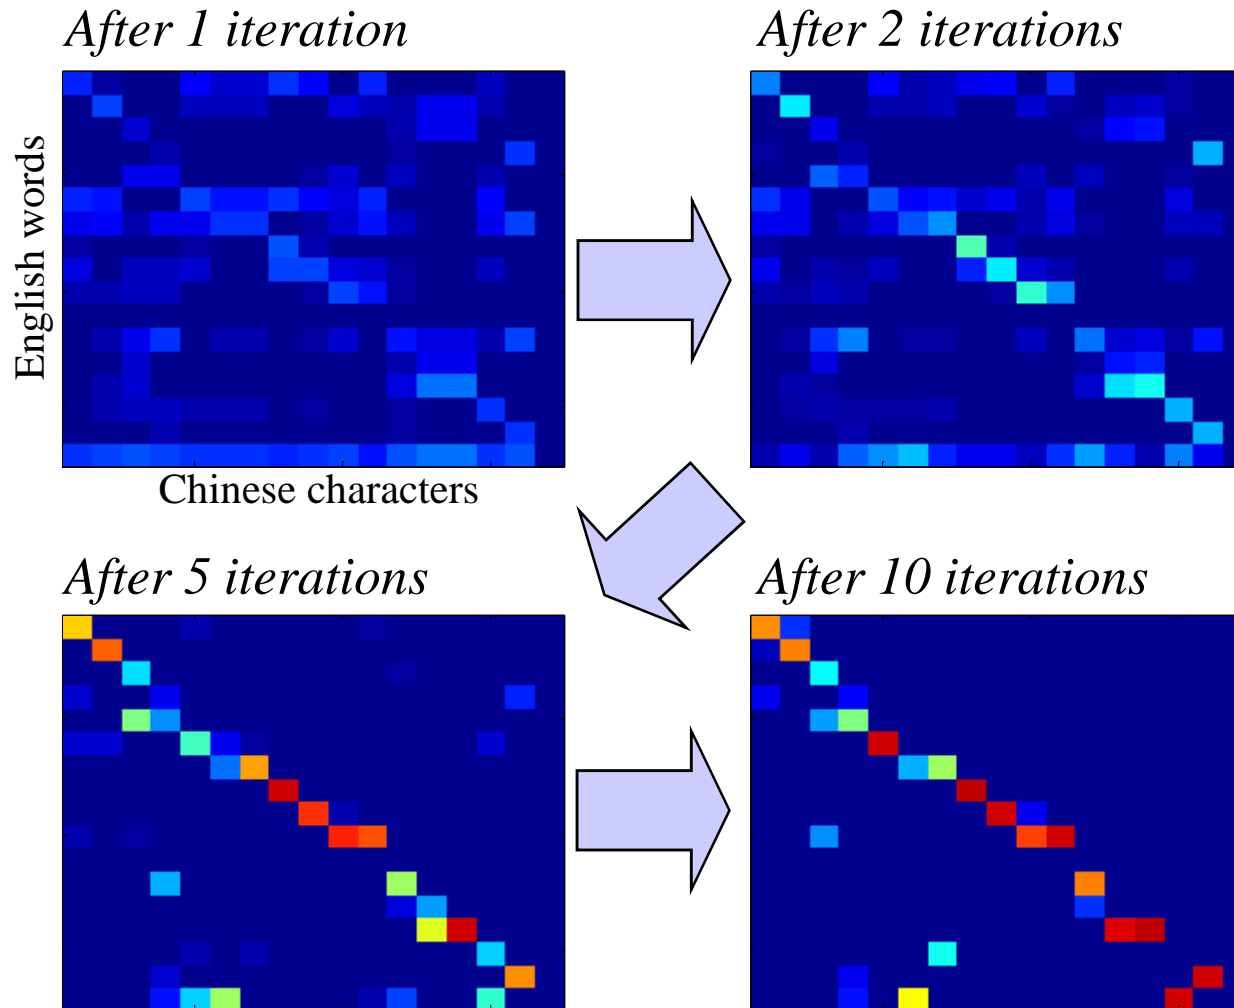 After 1 iteration
After 2 iterations
English words
Chinese characters
After 5 iterations
After 10 iterations